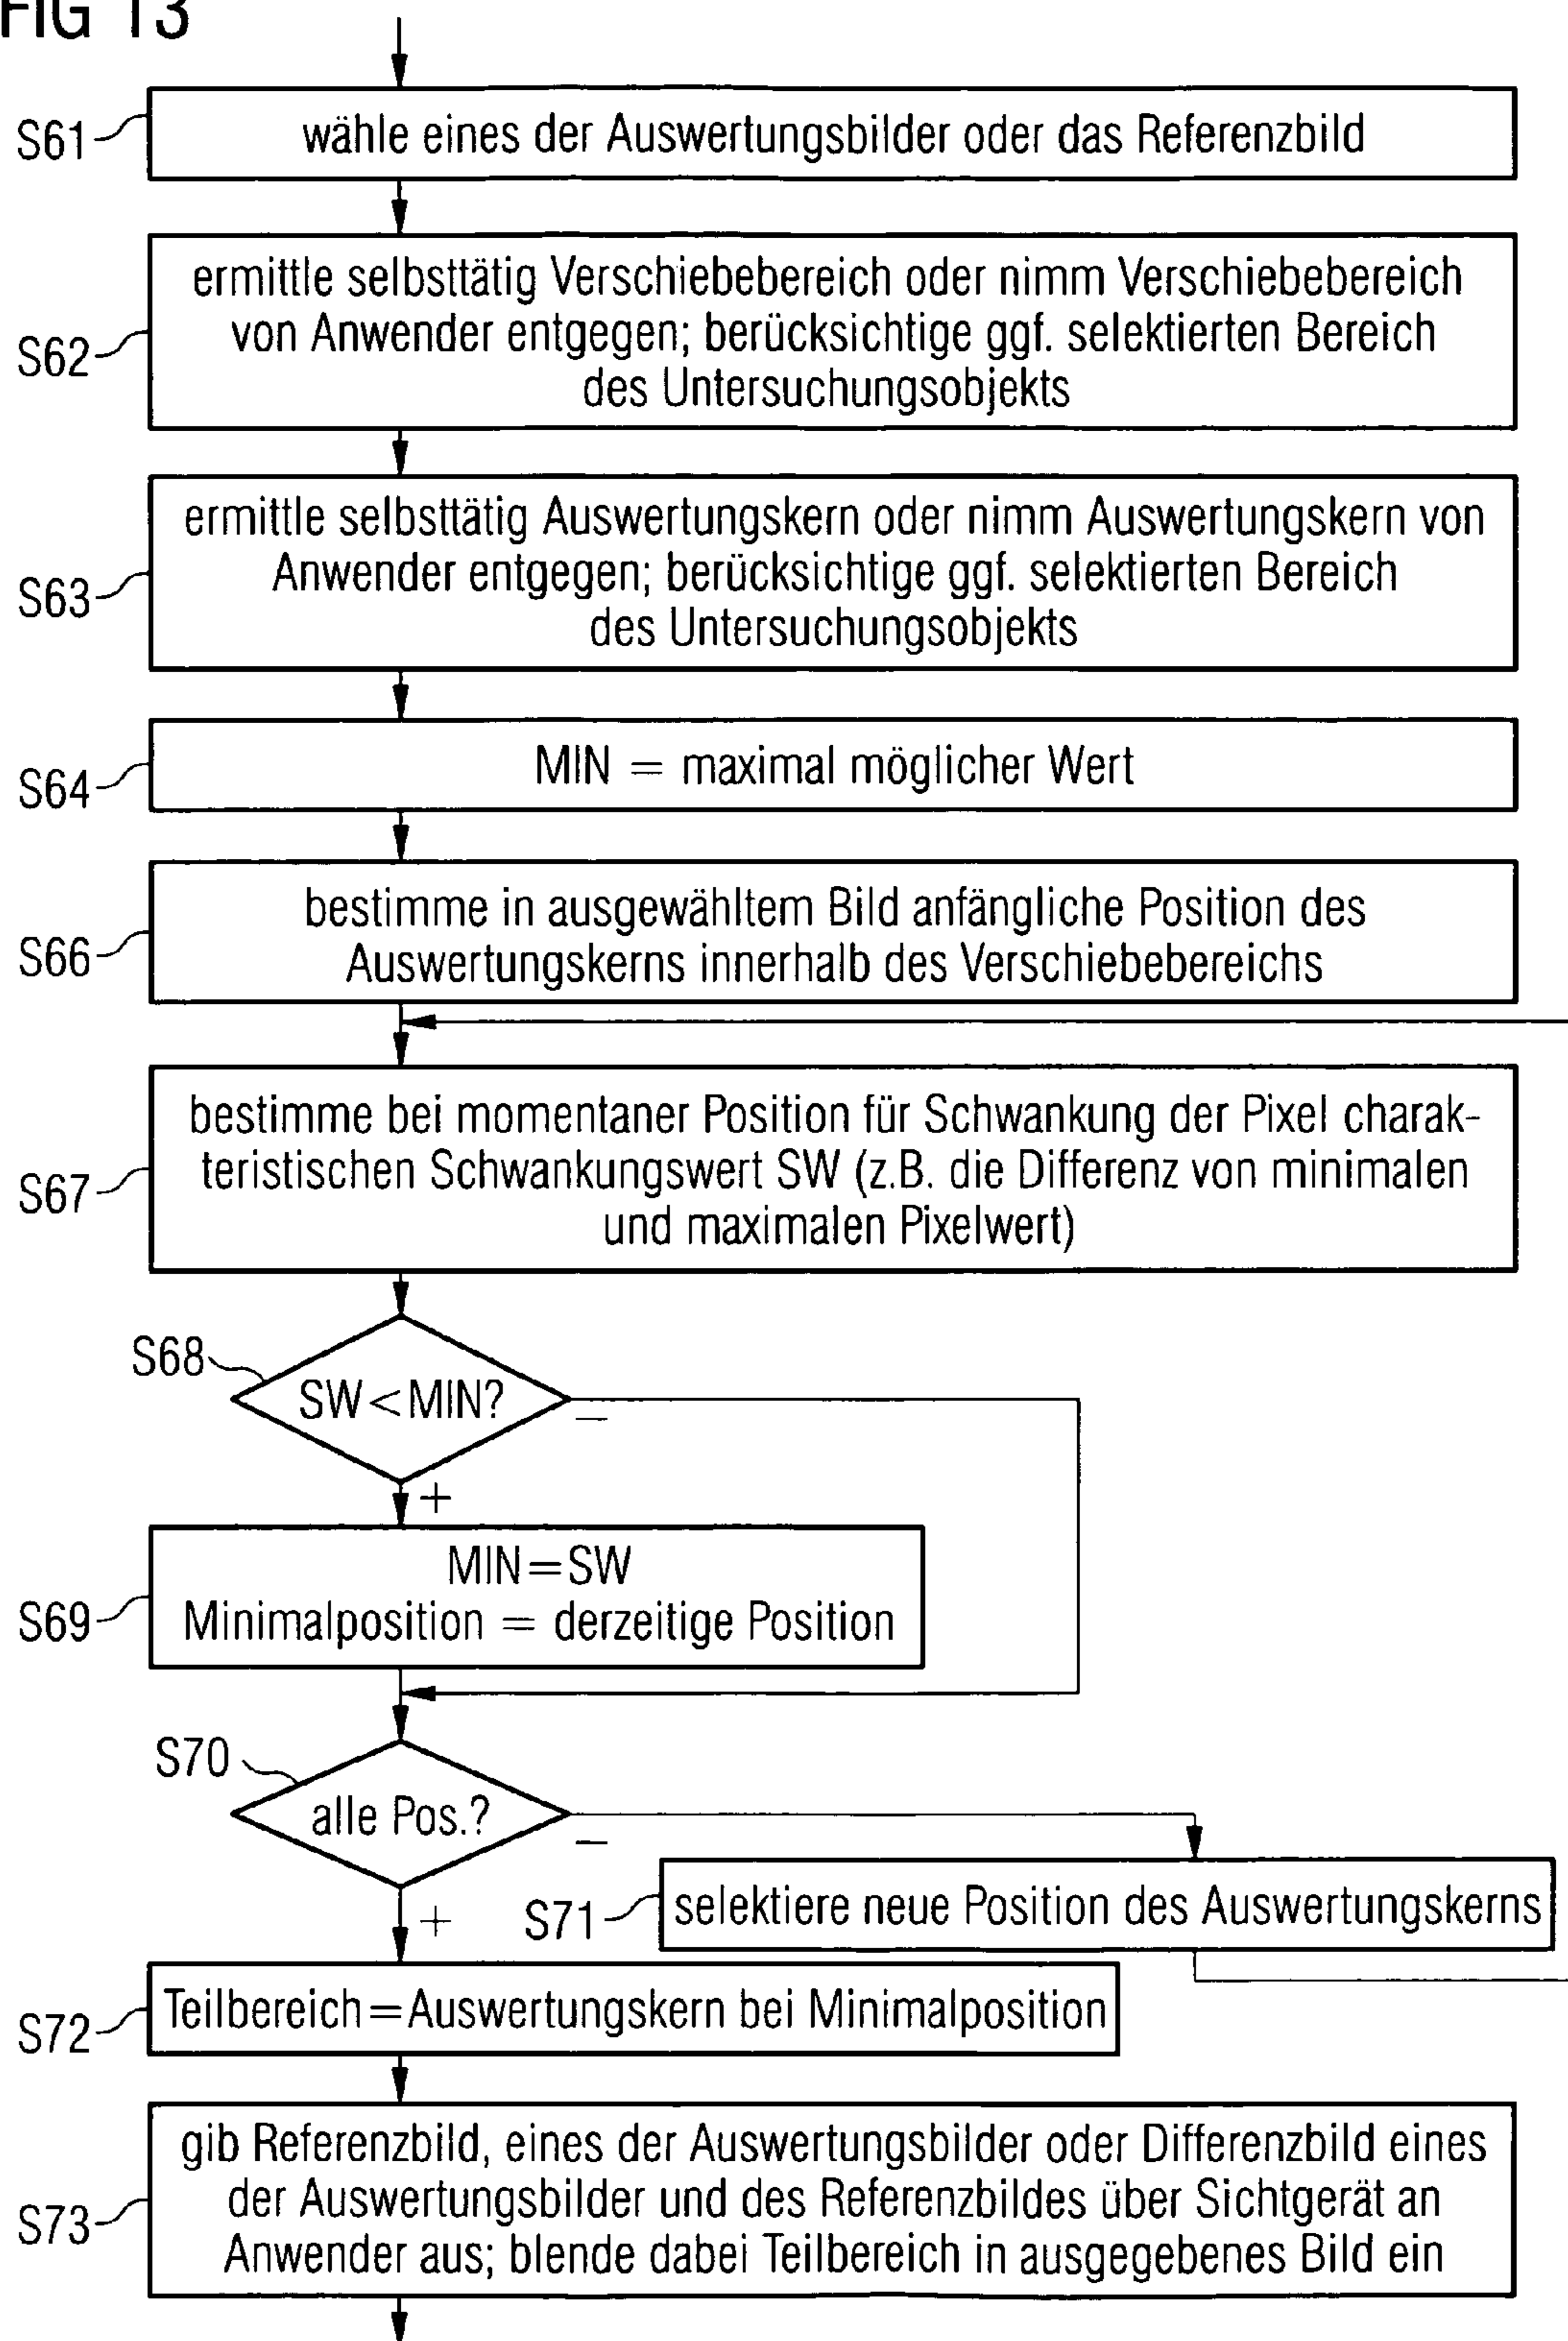 FIG 13
S61
wähle eines der Auswertungsbilder oder das Referenzbild
S62
ermittle selbsttätig Verschiebebereich oder nimm Verschiebebereich
von Anwender entgegen; berücksichtige ggf. selektierten Bereich
des Untersuchungsobjekts
S63
ermittle selbsttätig Auswertungskern oder nimm Auswertungskern von
Anwender entgegen; berücksichtige ggf. selektierten Bereich
des Untersuchungsobjekts
S64
MIN = maximal möglicher Wert
S66
bestimme in ausgewähltem Bild anfängliche Position des
Auswertungskerns innerhalb des Verschiebebereichs
S67
bestimme bei momentaner Position für Schwankung der Pixel charak-
teristischen Schwankungswert SW (z.B. die Differenz von minimalen
und maximalen Pixelwert)
S68
SW<MIN?
–
+
S69
MIN=SW
Minimalposition = derzeitige Position
S70
alle Pos.?
–
+
S71
selektiere neue Position des Auswertungskerns
S72
Teilbereich=Auswertungskern bei Minimalposition
S73
gib Referenzbild, eines der Auswertungsbilder oder Differenzbild eines
der Auswertungsbilder und des Referenzbildes über Sichtgerät an
Anwender aus; blende dabei Teilbereich in ausgegebenes Bild ein